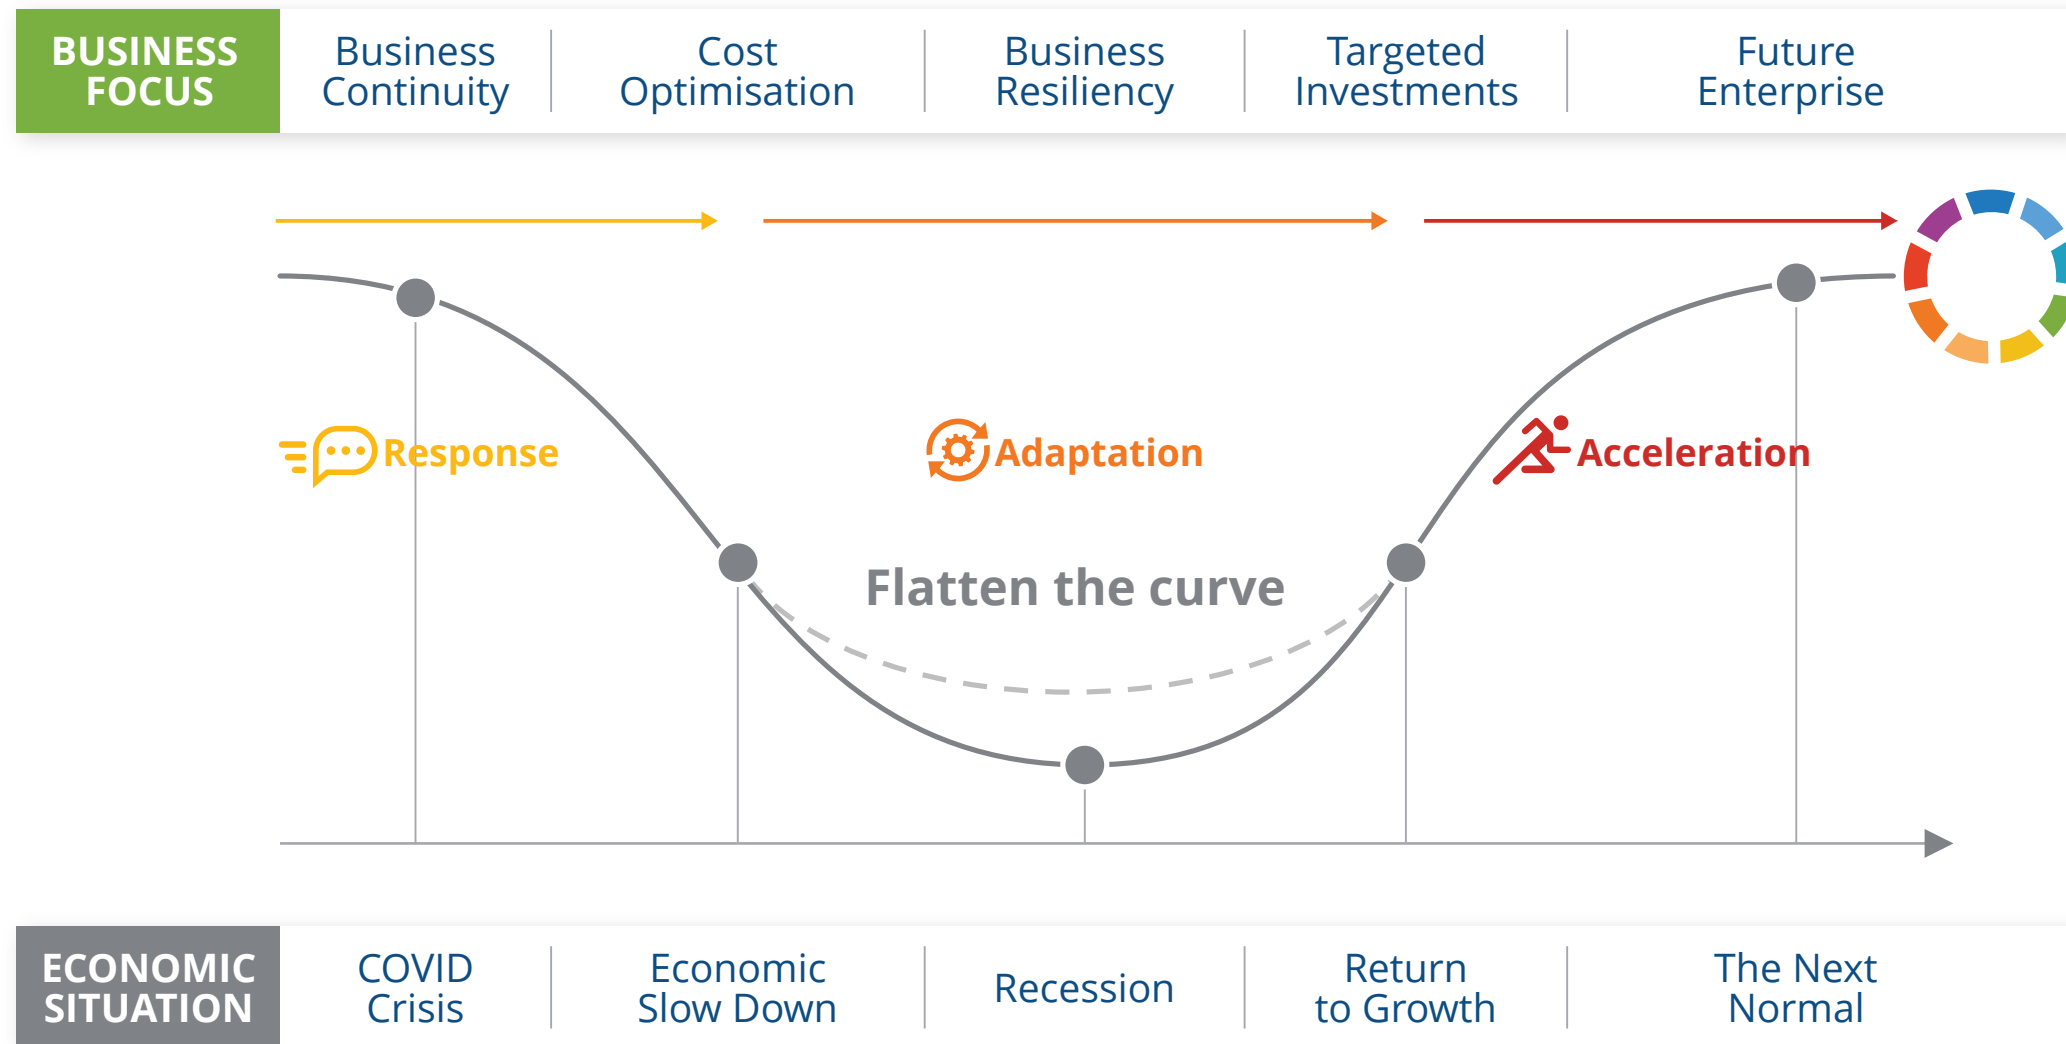 BUSINESS
FOCUS
Business
Continuity
Cost
Optimisation
Business
Resiliency
Targeted
Investments
Future
Enterprise
Response
Adaptation
Acceleration
Flatten the curve
ECONOMIC
SITUATION
COVID
Crisis
Economic
Slow Down
Recession
Return
to Growth
The Next
Normal